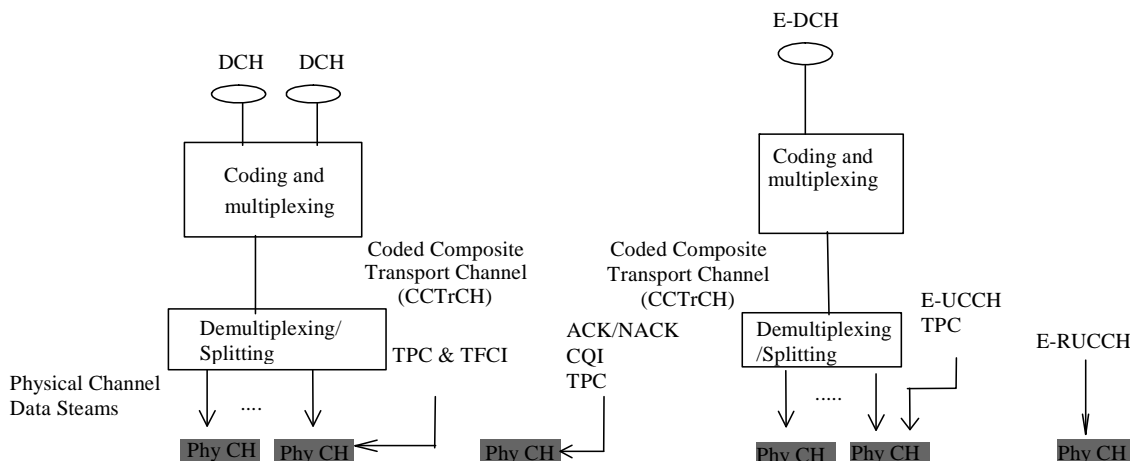 E-DCH
DCH DCH
Coding and
multiplexing
Coding and
multiplexing
Coded Composite
Transport Channel
(CCTrCH)
Coded Composite
Transport Channel
(CCTrCH)
Demultiplexing/
Splitting
TPC & TFCI
ACK/NACK
CQI
TPC
Demultiplexing
/Splitting
E-UCCH
TPC
E-RUCCH
Physical Channel
Data Steams
....
.....
Phy CH Phy CH Phy CH Phy CH Phy CH Phy CH